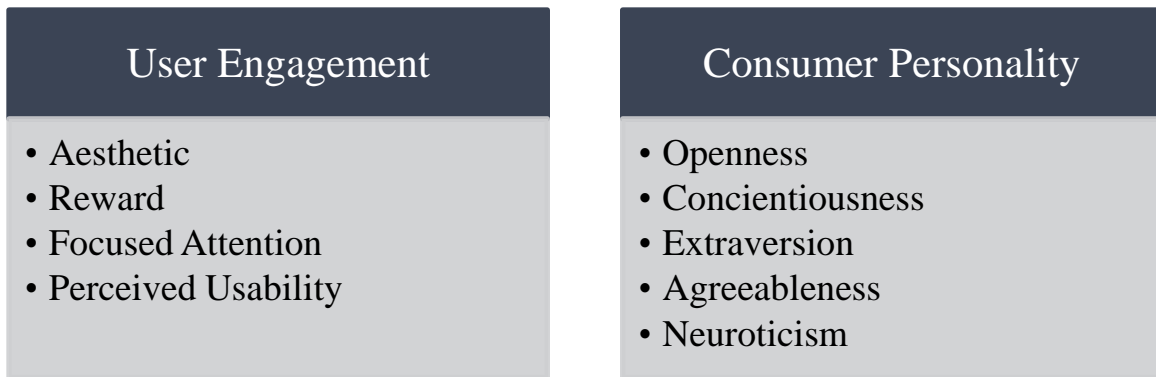 User Engagement
• Aesthetic
• Reward
• Focused Attention
• Perceived Usability
Consumer Personality
• Openness
• Concientiousness
• Extraversion
• Agreeableness
• Neuroticism